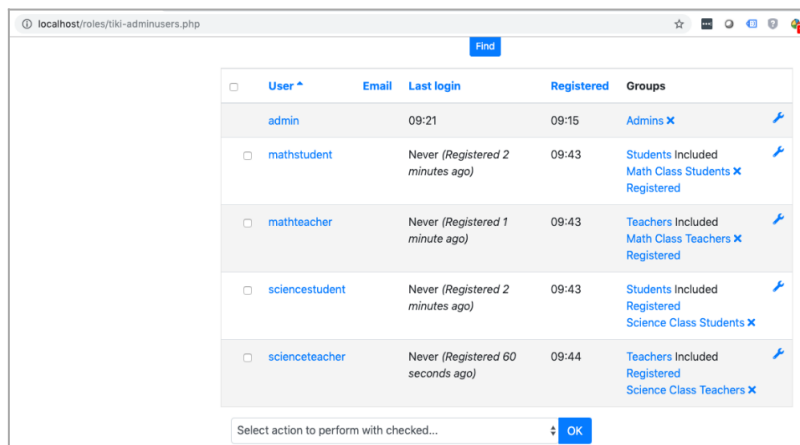 localhost/roles/tiki-adminusers.php
Find
User Email Last login Registered Groups
admin 09:21 09:15 Admins
mathstudent Never (Registered 2 09:43 Students Included
minutes ago) Math Class Students
Registered
mathteacher Never (Registered 1 09:43 Teachers Included
minute ago) Math Class Teachers
Registered
sciencestudent Never (Registered 2 09:43 Students Included
minutes ago) Registered
Science Class Students
scienceteacher Never (Registered 60 09:44 Teachers Included
seconds ago) Registered
Science Class Teachers
Select action to perform with checked... OK